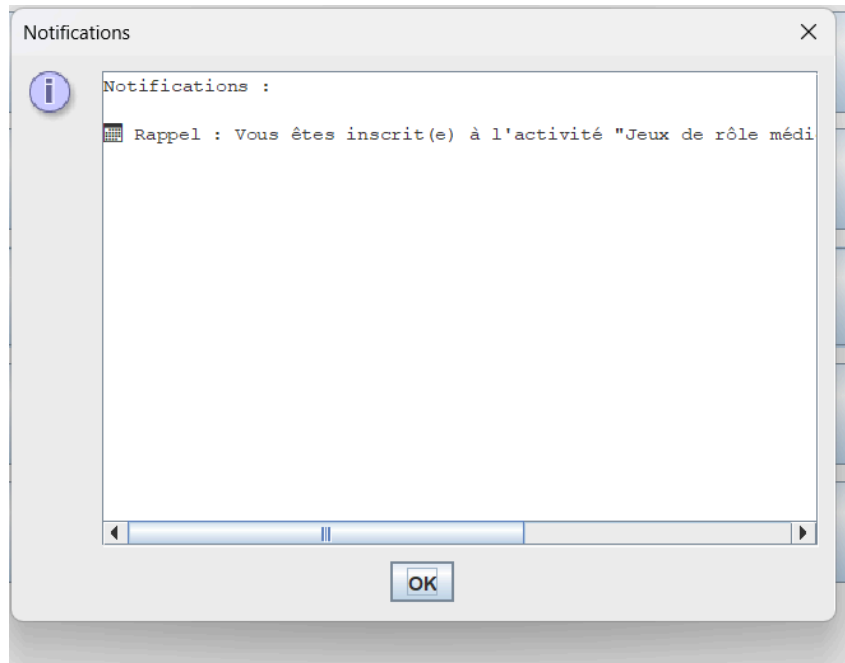 Notifications
Notifications :
Rappel : Vous êtes inscrit(e) à l'activité "Jeux de rôle médi
OK